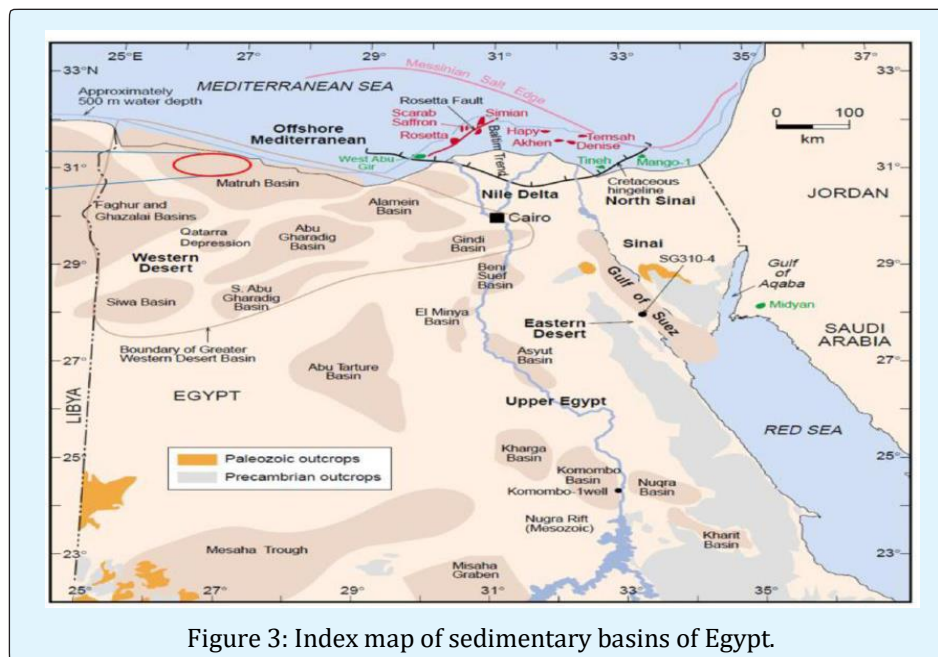 25°E
27°
29°
31°
33°
35°
33°N
33°
Messinian Salt Edge
MEDITERRANEAN SEA
Approximately
500 m water depth
Rosetta Fault
Simian
Scarab
Saffron
Offshore
Mediterranean
Rosetta
Baltim Trend
Hapy
Akhen
Temsah
Denise
0
100
km
West Abu
Gir
Tineh
Mango-1
31°
31°
Matruh Basin
Cretaceous
hingeline
Nile Delta
North Sinai
JORDAN
Faghur and
Ghazalai Basins
Alamein
Basin
Cairo
Qatarra
Depression
Abu
Gharadig
Basin
Gindi
Basin
Sinai
SG310-4
Western
Desert
29°
29°
Beni
Suef
Basin
Gulf of
Suez
Gulf
of
Aqaba
Siwa Basin
S. Abu
Gharadig
Basin
Midyan
El Minya
Basin
Eastern
Desert
SAUDI
ARABIA
Boundary of Greater
Western Desert Basin
27°
27°
Asyut
Basin
Abu Tarture
Basin
LIBYA
EGYPT
Upper Egypt
RED SEA
Paleozoic outcrops
Precambrian outcrops
25°
25°
Kharga
Basin
Komombo
Basin
Komombo-1well
Nuqra
Basin
Nugra Rift
(Mesozoic)
Kharit
Basin
23°
23°
Mesaha Trough
Misaha
Graben
25°
27°
29°
31°
33°
35°
Figure 3: Index map of sedimentary basins of Egypt.